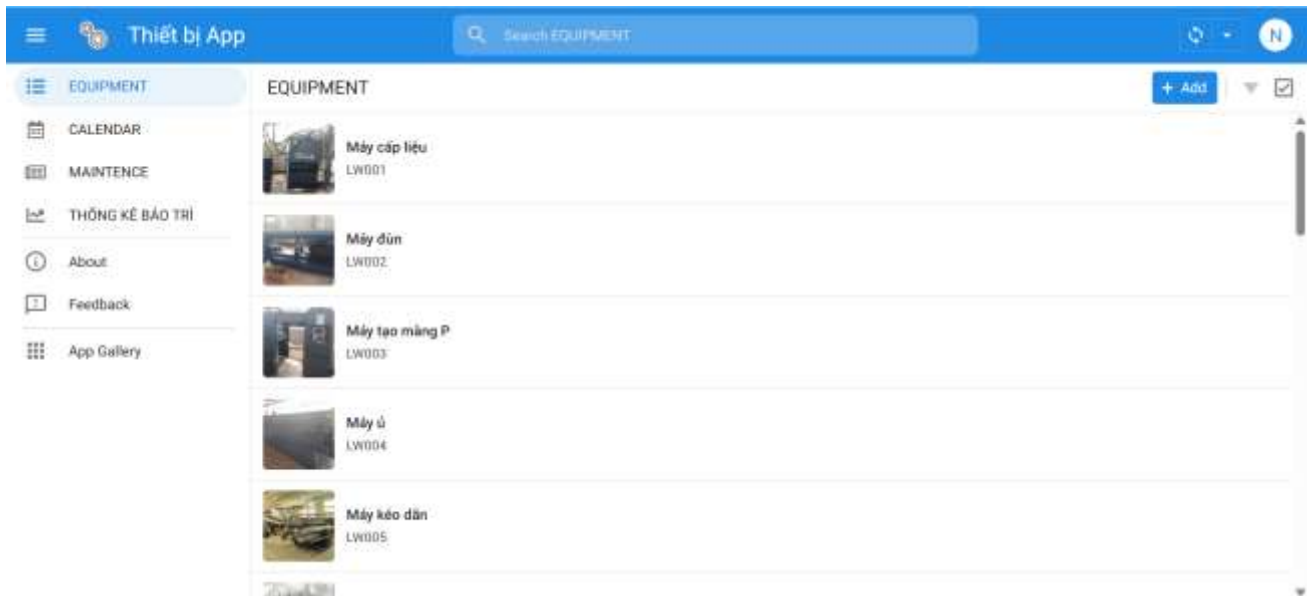 Thiết bị App
Search EQUIPMENT
N
EQUIPMENT
CALENDAR
MAINTENCE
THỐNG KÊ BẢO TRÌ
About
Feedback
App Gallery
EQUIPMENT
+ Add
Máy cấp liệu
LW001
Máy đùn
LW002
Máy tạo màng P
LW003
Máy ủ
LW004
Máy kéo dãn
LW005